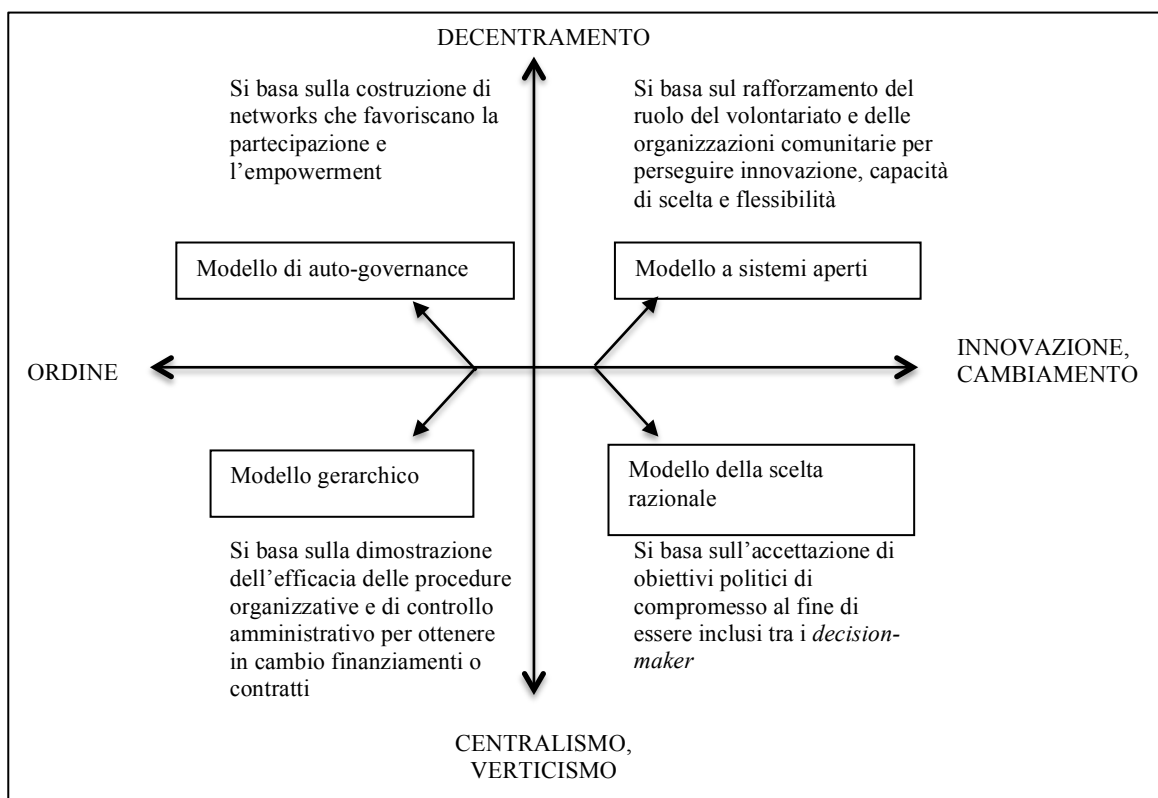 DECENTRAMENTO
Si basa sulla costruzione di
networks che favoriscano la
partecipazione e
l’empowerment
Si basa sul rafforzamento del
ruolo del volontariato e delle
organizzazioni comunitarie per
perseguire innovazione, capacità
di scelta e flessibilità
Modello di auto-governance
Modello a sistemi aperti
ORDINE
INNOVAZIONE,
CAMBIAMENTO
Modello gerarchico
Modello della scelta
razionale
Si basa sulla dimostrazione
dell’efficacia delle procedure
organizzative e di controllo
amministrativo per ottenere
in cambio finanziamenti o
contratti
Si basa sull’accettazione di
obiettivi politici di
compromesso al fine di
essere inclusi tra i decision-
maker
CENTRALISMO,
VERTICISMO